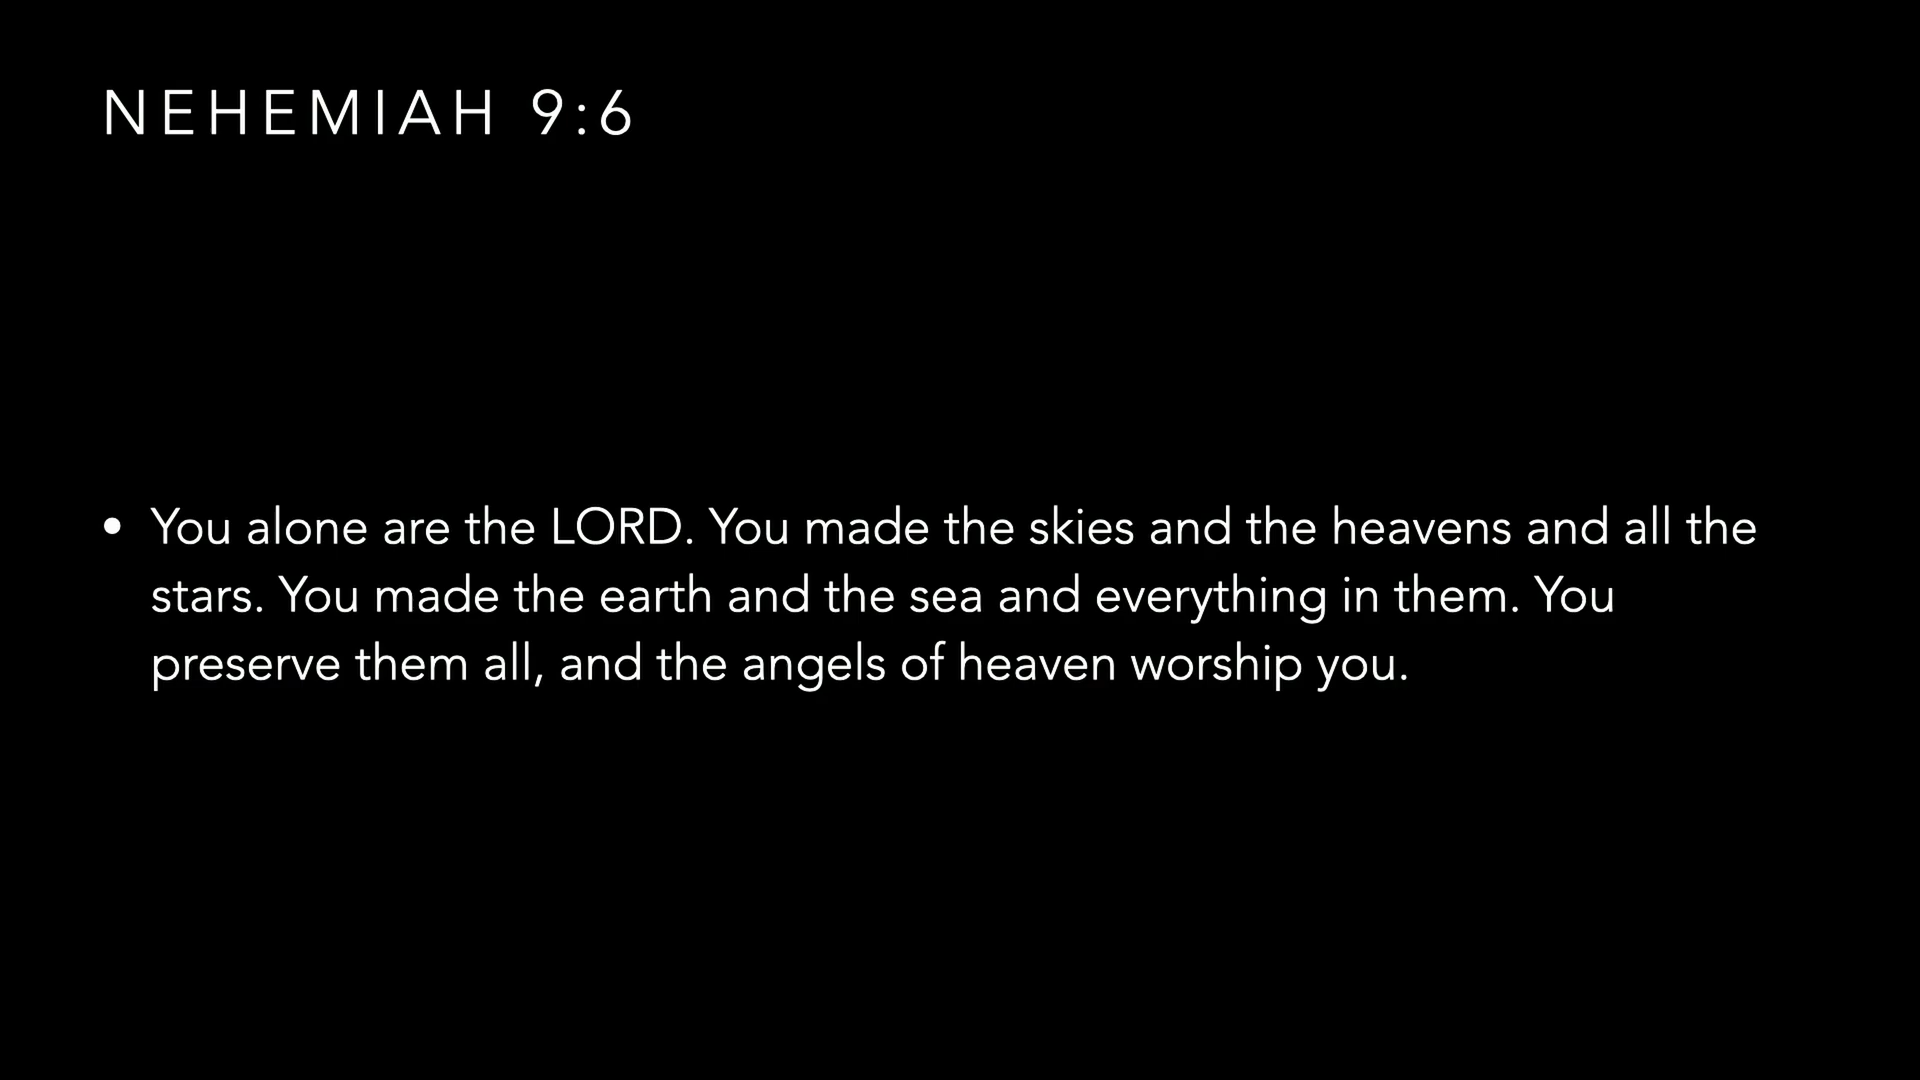 NEHEMIAH 9:6
• You alone are the LORD. You made the skies and the heavens and all the
stars. You made the earth and the sea and everything in them. You
preserve them all, and the angels of heaven worship you.